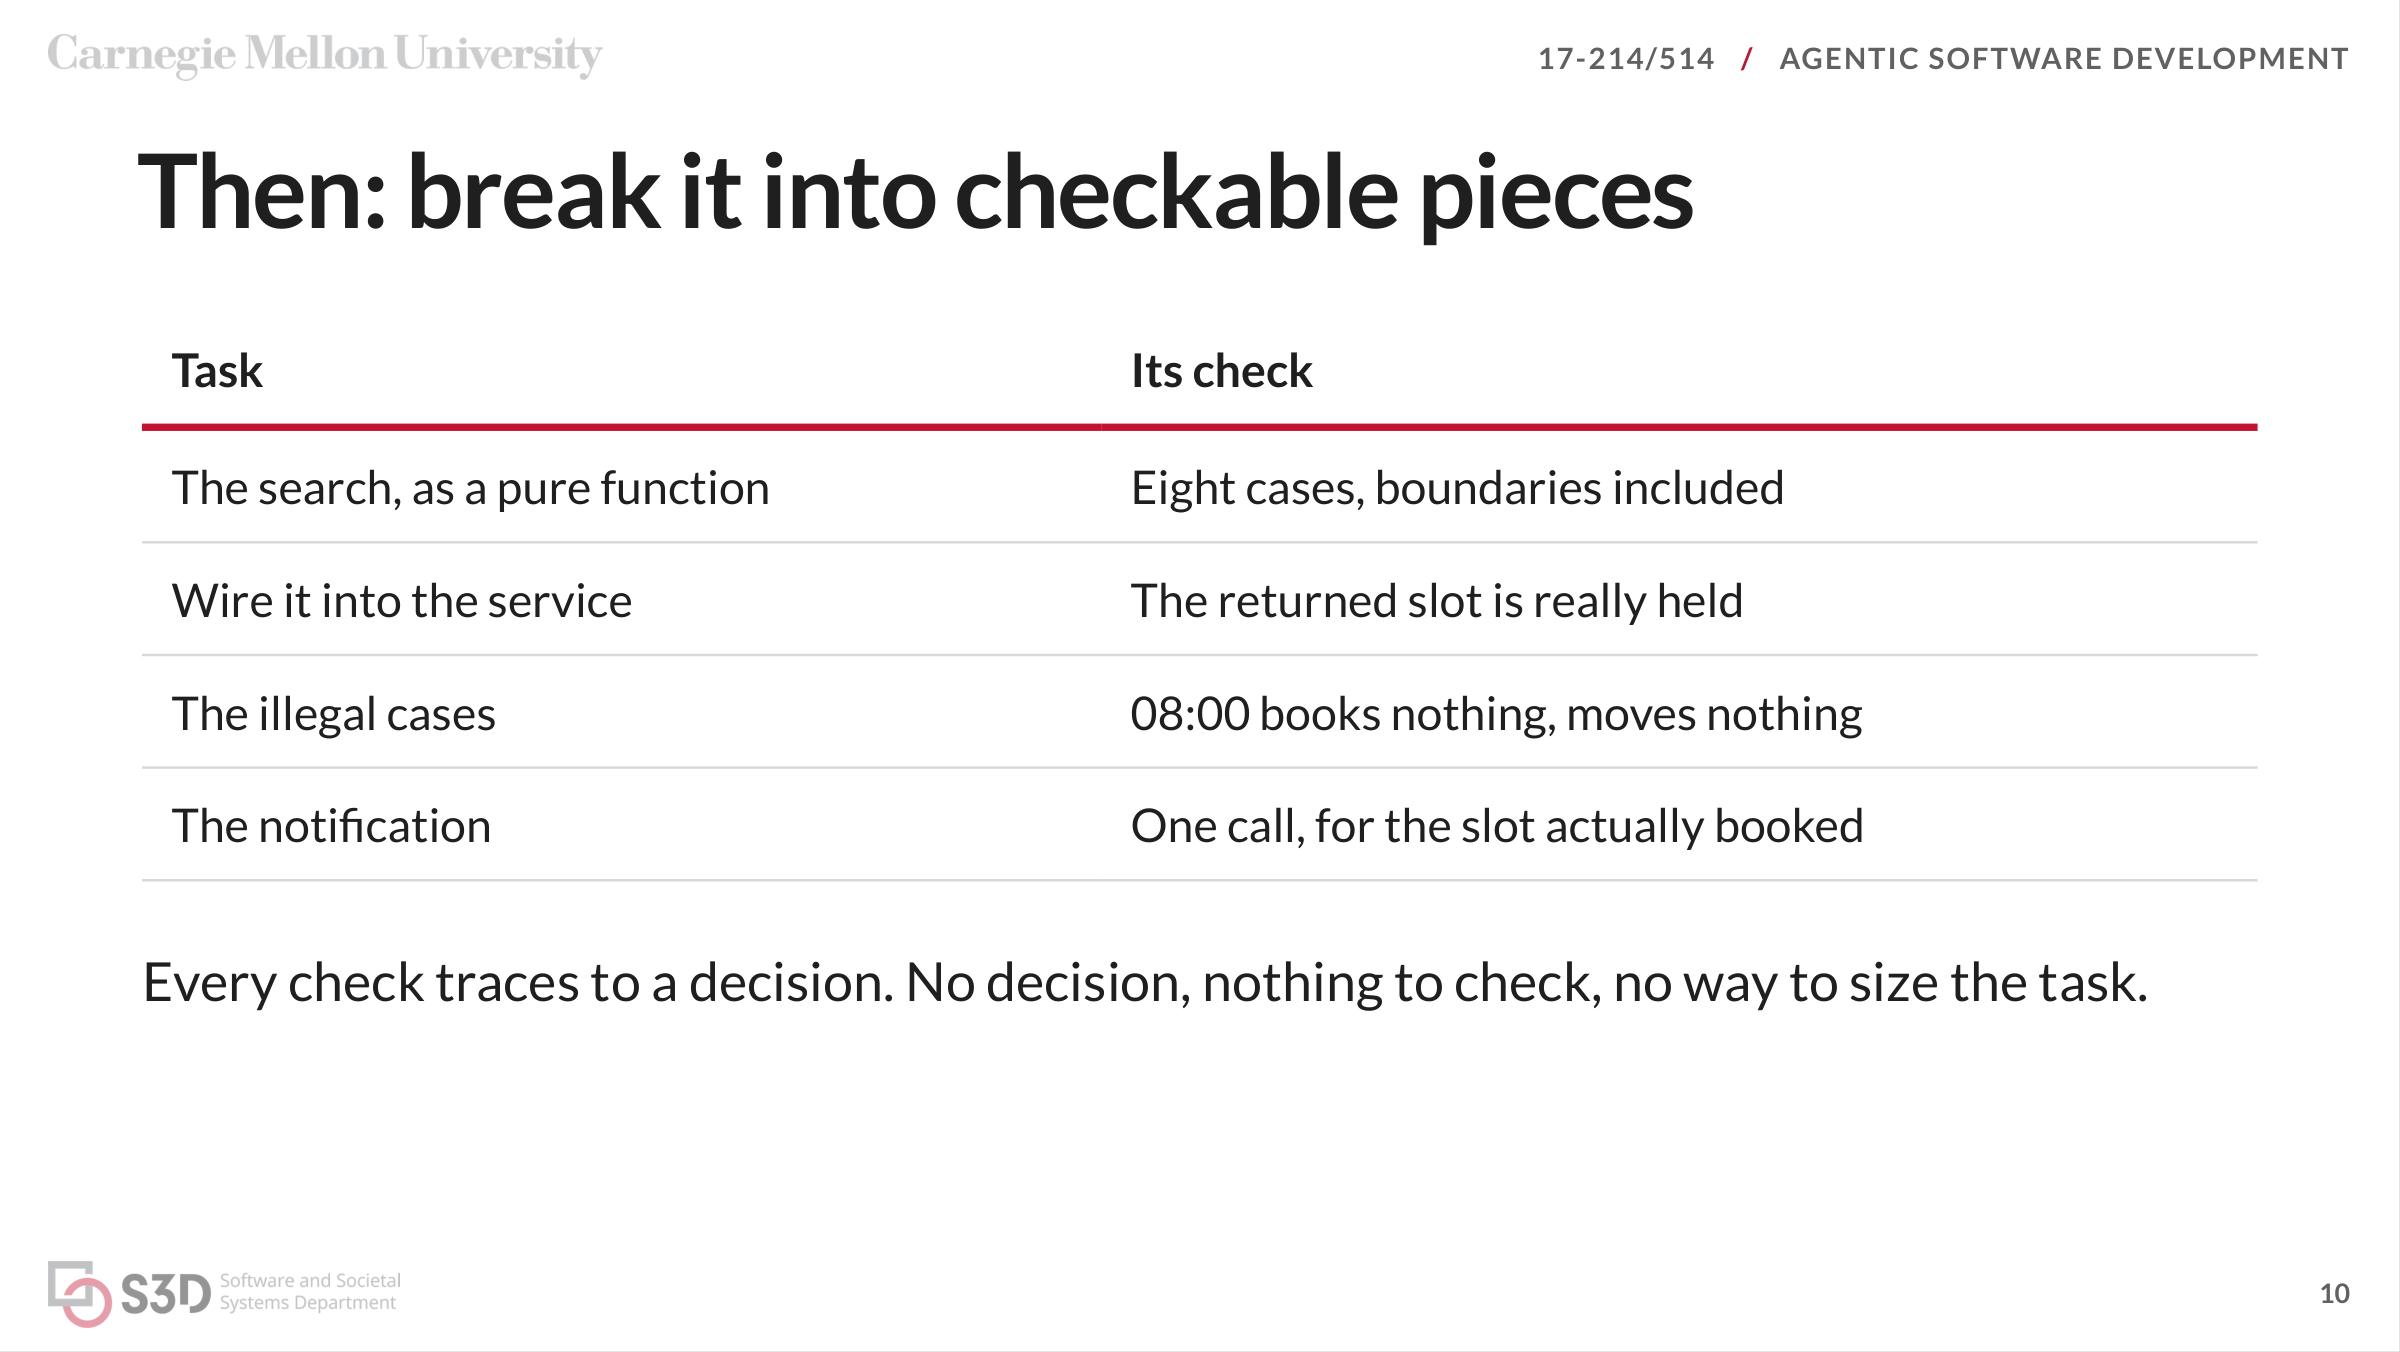 Carnegie Mellon University
17-214/514 / AGENTIC SOFTWARE DEVELOPMENT
Then: break it into checkable pieces
Task Its check
The search, as a pure function Eight cases, boundaries included
Wire it into the service The returned slot is really held
The illegal cases 08:00 books nothing, moves nothing
The notification One call, for the slot actually booked
Every check traces to a decision. No decision, nothing to check, no way to size the task.
S3D Software and Societal
Systems Department
10